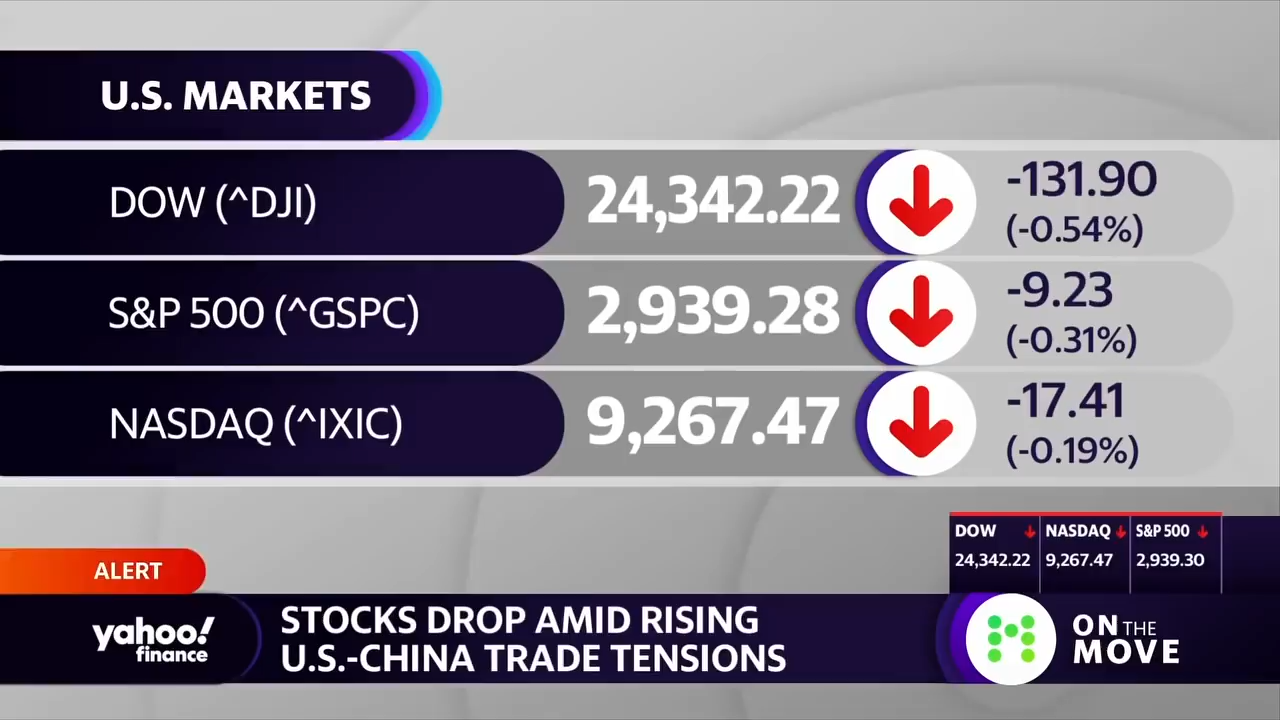 U.S. MARKETS
DOW (^DJI) 24,342.22 -131.90
(-0.54%)
S&P 500 (^GSPC) 2,939.28 -9.23
(-0.31%)
NASDAQ (^IXIC) 9,267.47 -17.41
(-0.19%)
DOW NASDAQ S&P 500
24,342.22 9,267.47 2,939.30
ALERT
yahoo!
finance
STOCKS DROP AMID RISING
U.S.-CHINA TRADE TENSIONS
ON THE
MOVE